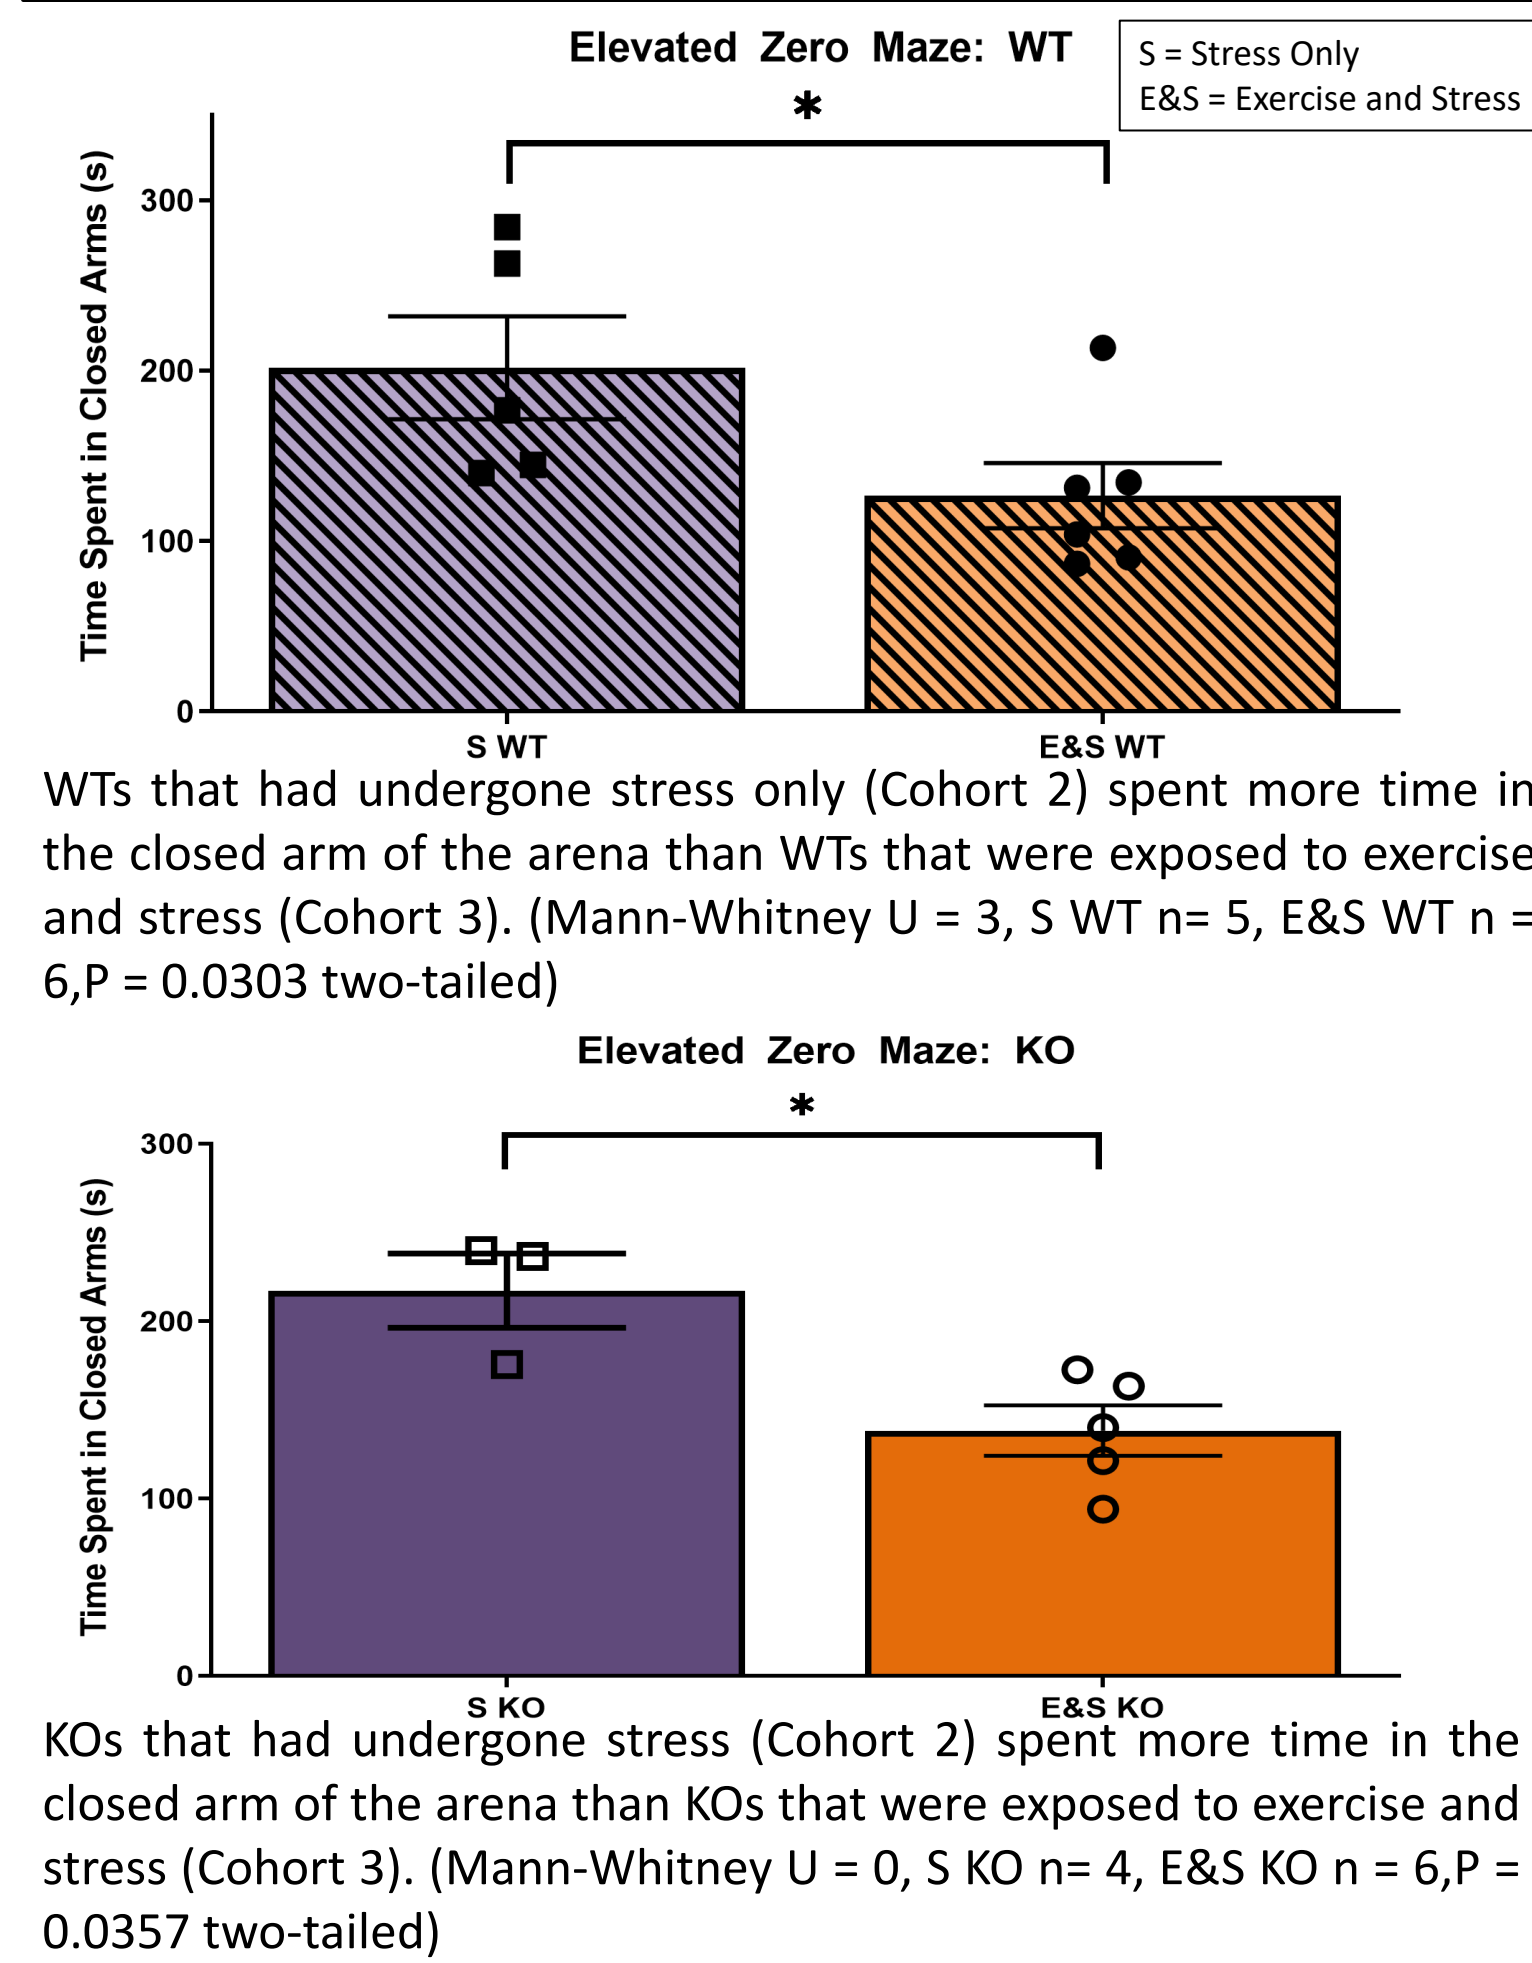 Elevated Zero Maze: WT
S = Stress Only
E&S = Exercise and Stress
*
Time Spent in Closed Arms (s)
300
200
100
0
S WT
E&S WT
WTs that had undergone stress only (Cohort 2) spent more time in
the closed arm of the arena than WTs that were exposed to exercise
and stress (Cohort 3). (Mann-Whitney U = 3, S WT n= 5, E&S WT n =
6,P = 0.0303 two-tailed)
Elevated Zero Maze: KO
*
Time Spent in Closed Arms (s)
300
200
100
0
S KO
E&S KO
KOs that had undergone stress (Cohort 2) spent more time in the
closed arm of the arena than KOs that were exposed to exercise and
stress (Cohort 3). (Mann-Whitney U = 0, S KO n= 4, E&S KO n = 6,P =
0.0357 two-tailed)